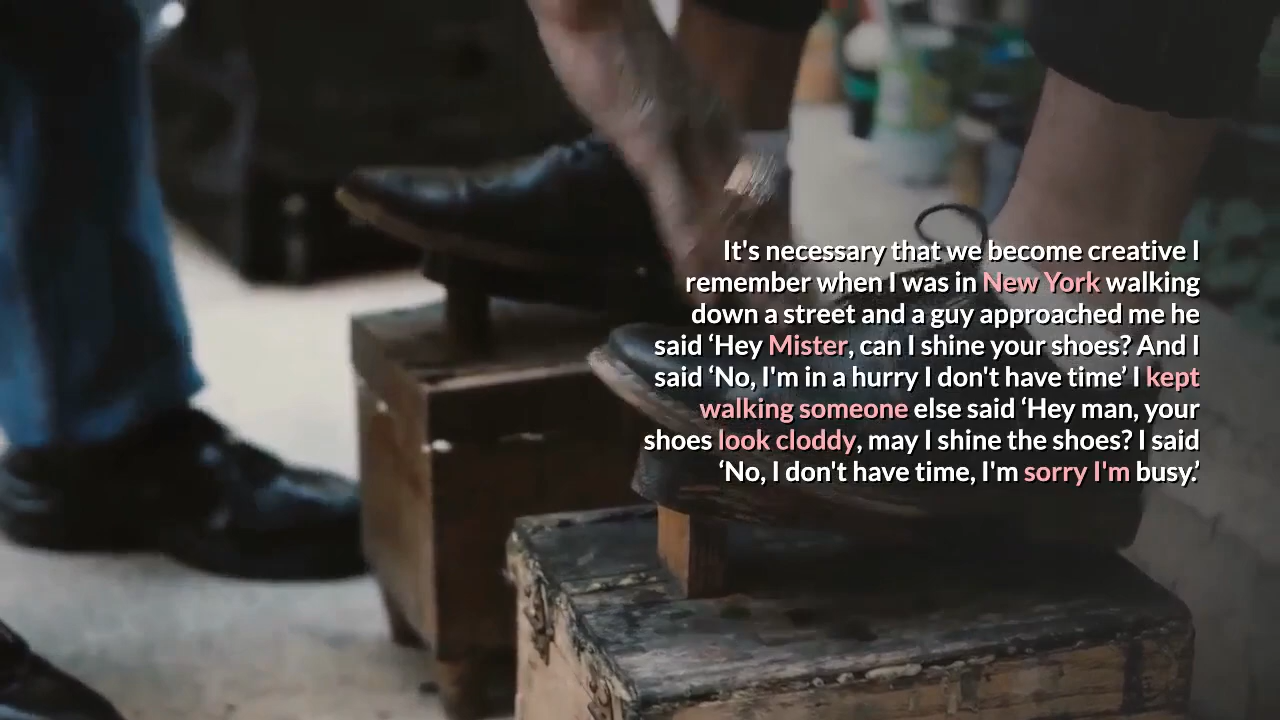 It's necessary that we become creative I
remember when I was in New York walking
down a street and a guy approached me he
said ‘Hey Mister, can I shine your shoes? And I
said ‘No, I'm in a hurry I don't have time’ I kept
walking someone else said ‘Hey man, your
shoes look cloddy, may I shine the shoes? I said
‘No, I don't have time, I'm sorry I'm busy.’